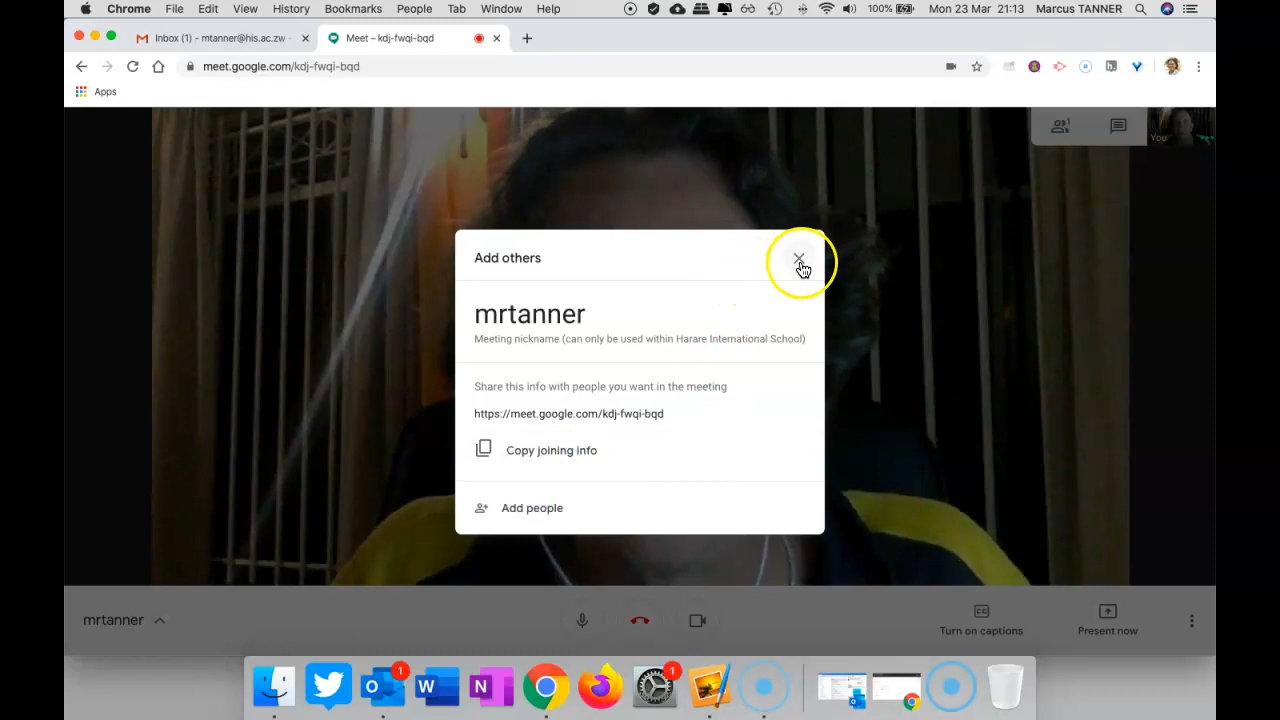 Chrome File Edit View History Bookmarks People Tab Window Help 100% Mon 23 Mar 21:13 Marcus TANNER
Inbox (1) - mtanner@his.ac.zw Meet – kdj-fwqi-bqd
meet.google.com/kdj-fwqi-bqd
Apps
You
Add others
mrtanner
Meeting nickname (can only be used within Harare International School)
Share this info with people you want in the meeting
https://meet.google.com/kdj-fwqi-bqd
Copy joining info
Add people
mrtanner
Turn on captions
Present now